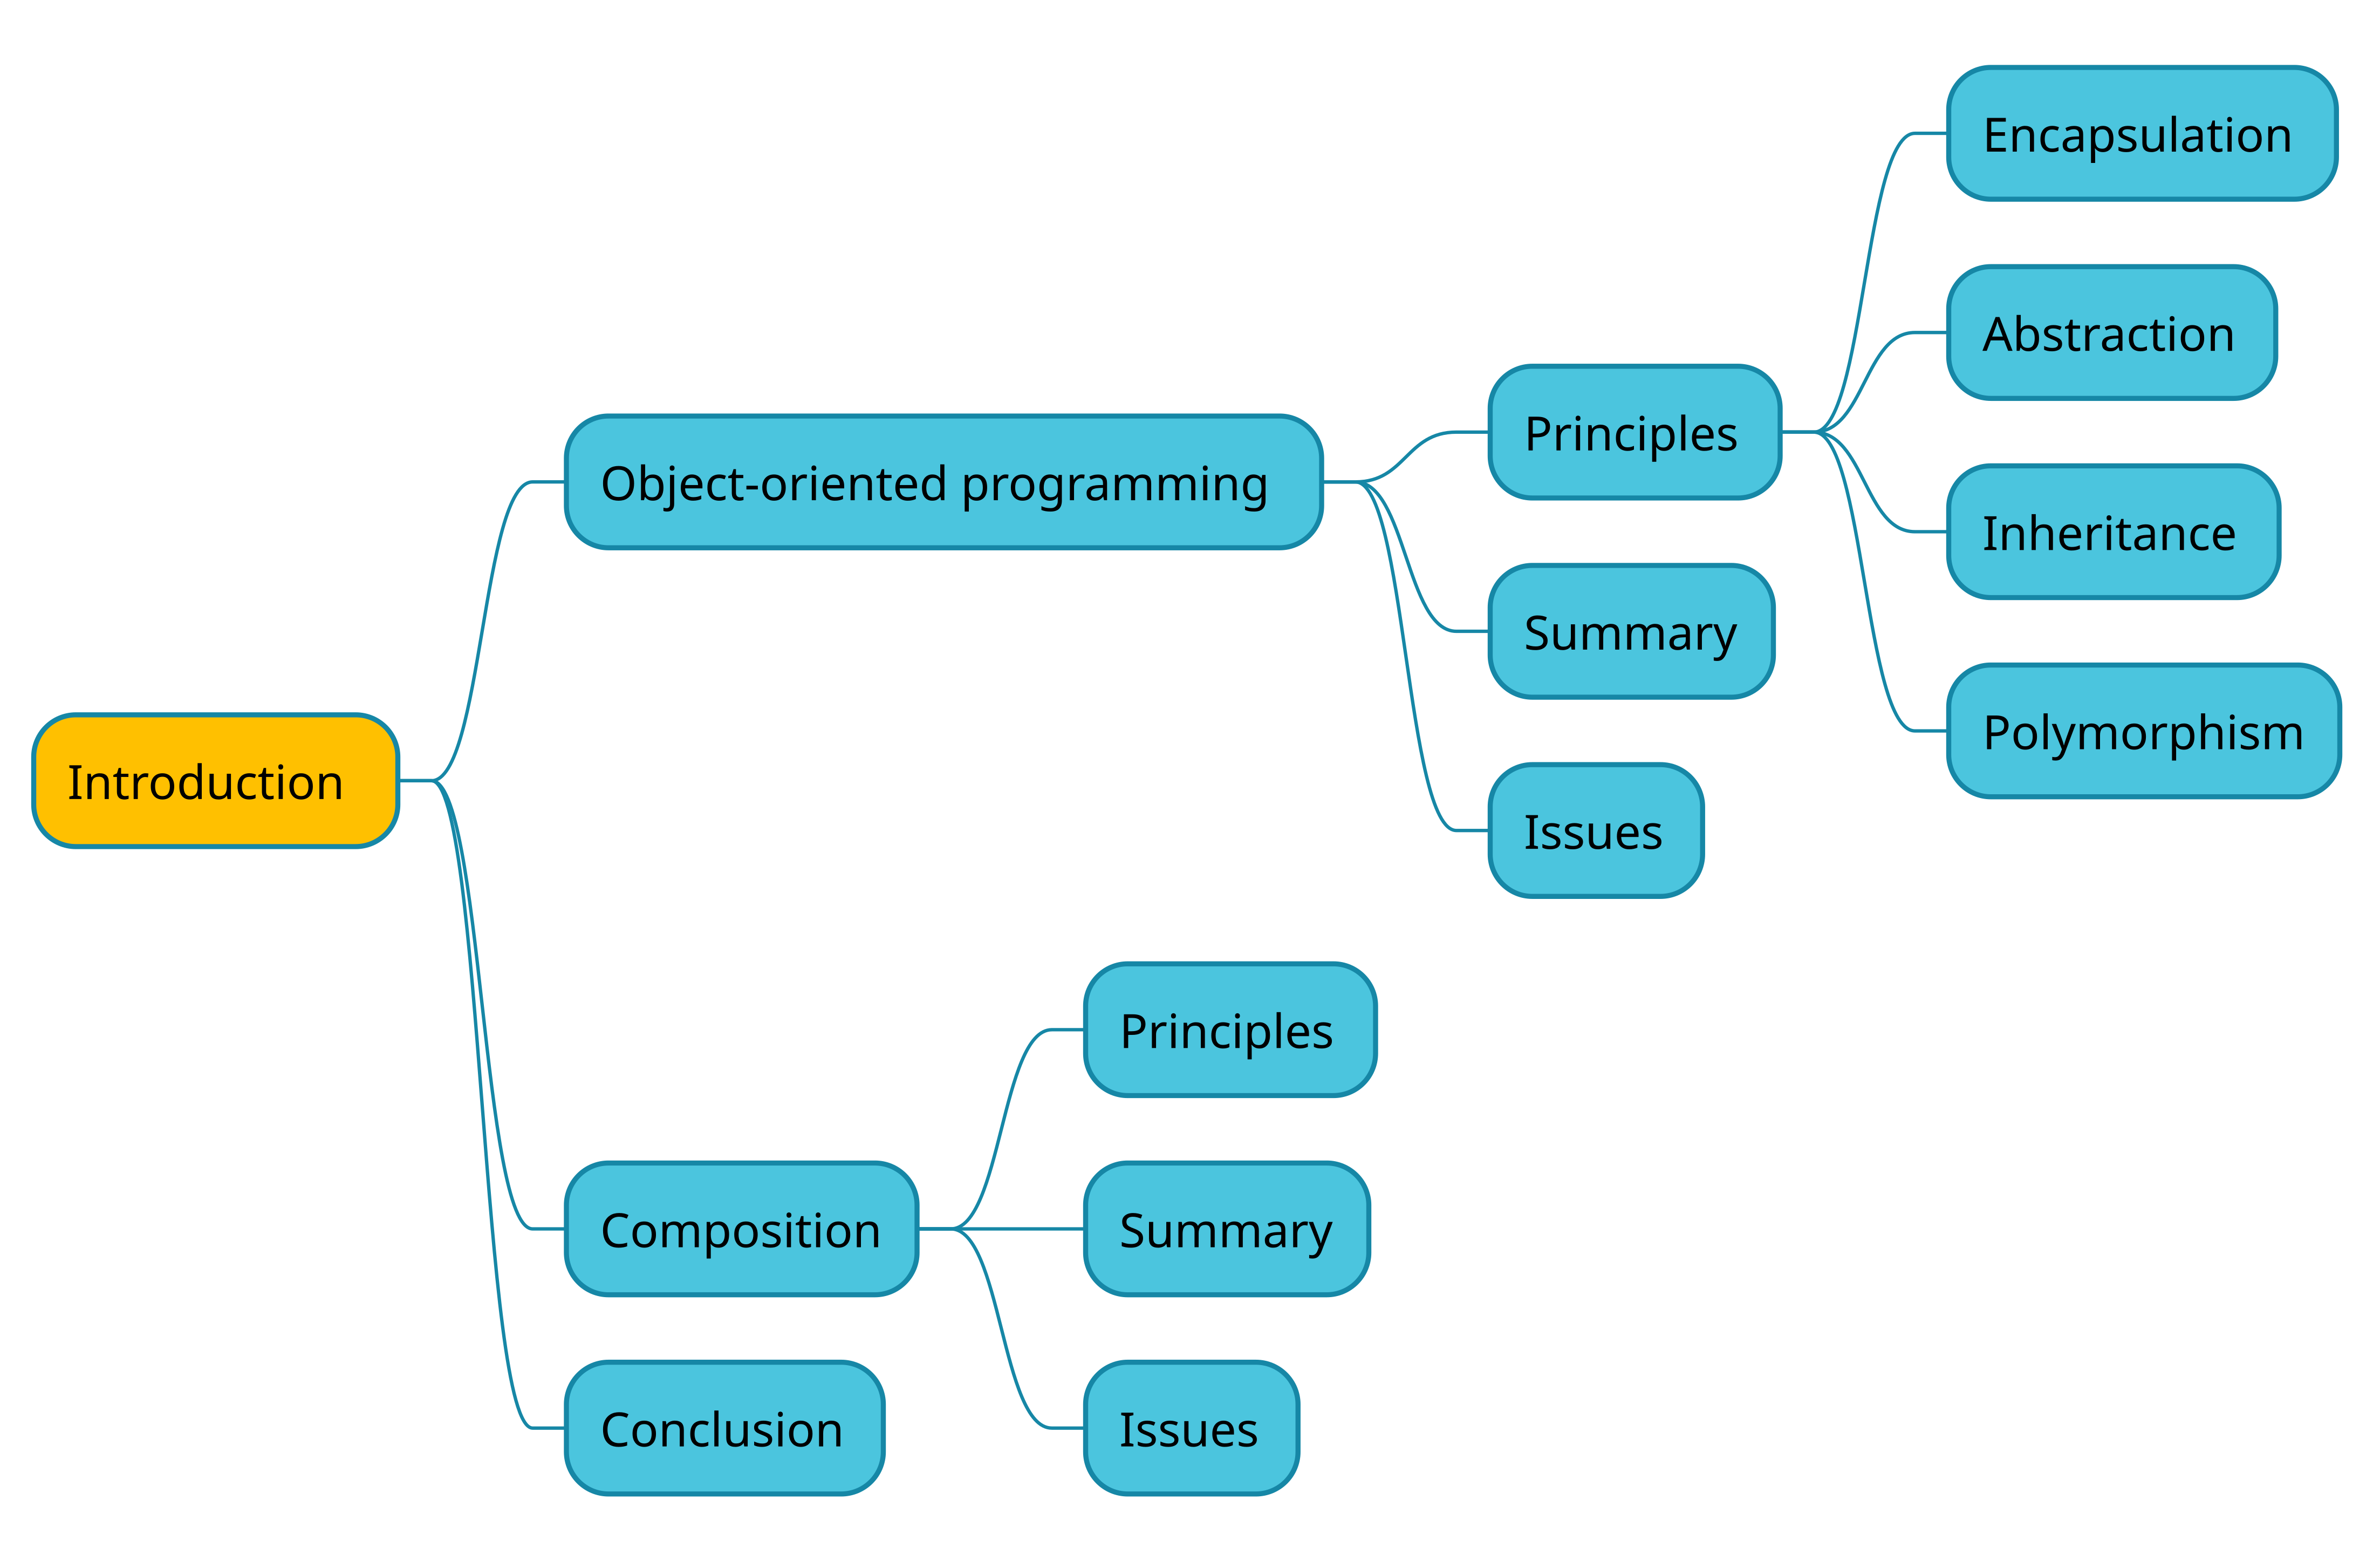 Introduction
Object-oriented programming
Principles
Encapsulation
Abstraction
Inheritance
Polymorphism
Summary
Issues
Composition
Principles
Summary
Issues
Conclusion